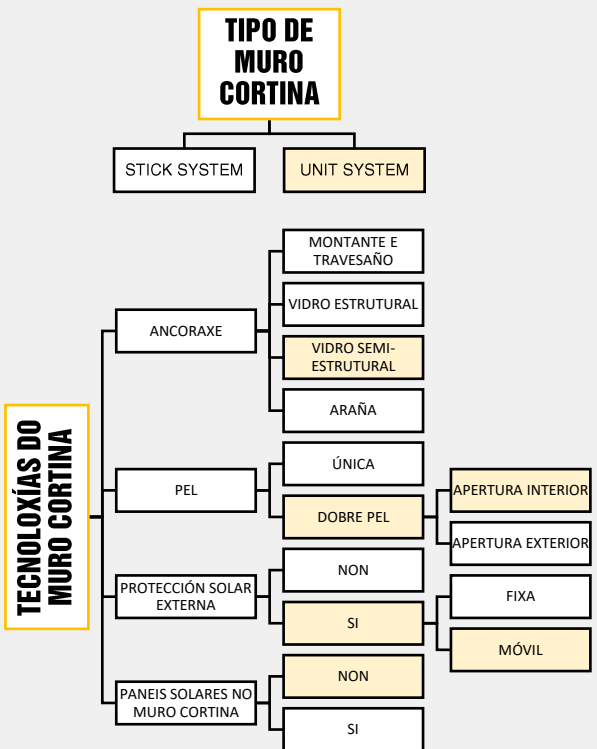 TIPO DE
MURO
CORTINA
STICK SYSTEM
UNIT SYSTEM
TECNOLOXÍAS DO
MURO CORTINA
ANCORAXE
MONTANTE E
TRAVESAÑO
VIDRO ESTRUTURAL
VIDRO SEMI-
ESTRUTURAL
ARAÑA
PEL
ÚNICA
DOBRE PEL
APERTURA INTERIOR
APERTURA EXTERIOR
PROTECCIÓN SOLAR
EXTERNA
NON
SI
FIXA
MÓVIL
PANEIS SOLARES NO
MURO CORTINA
NON
SI